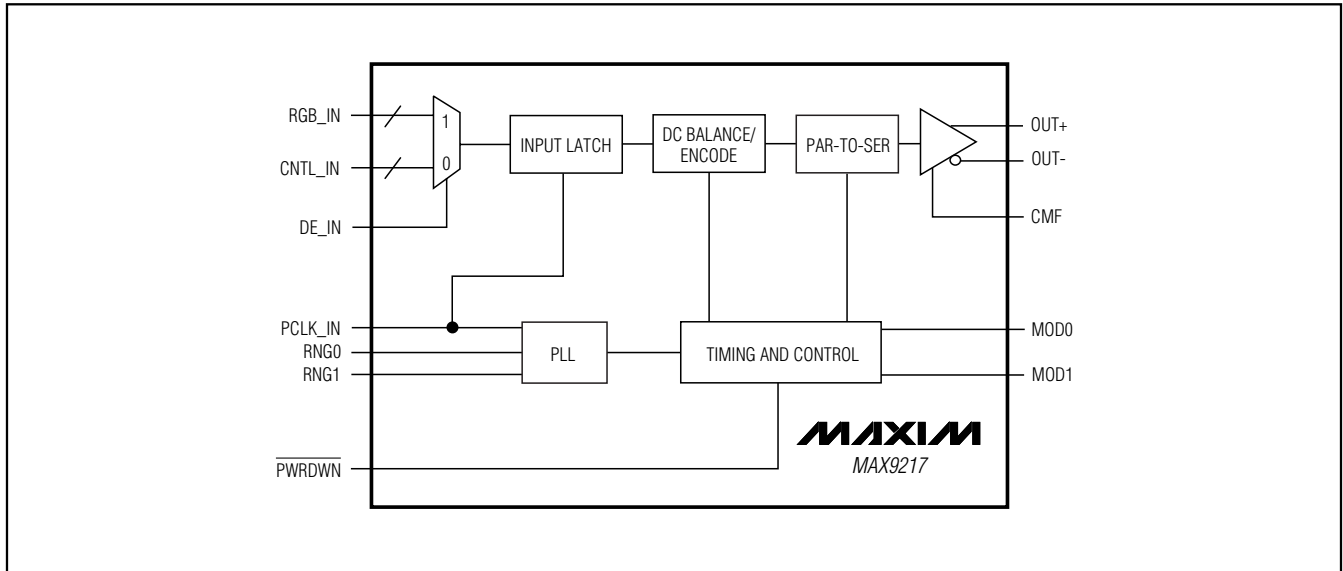 RGB_IN
CNTL_IN
DE_IN
1
0
INPUT LATCH
DC BALANCE/
ENCODE
PAR-TO-SER
OUT+
OUT-
CMF
PCLK_IN
RNG0
RNG1
PLL
TIMING AND CONTROL
MOD0
MOD1
PWRDWN
MAXIM
MAX9217